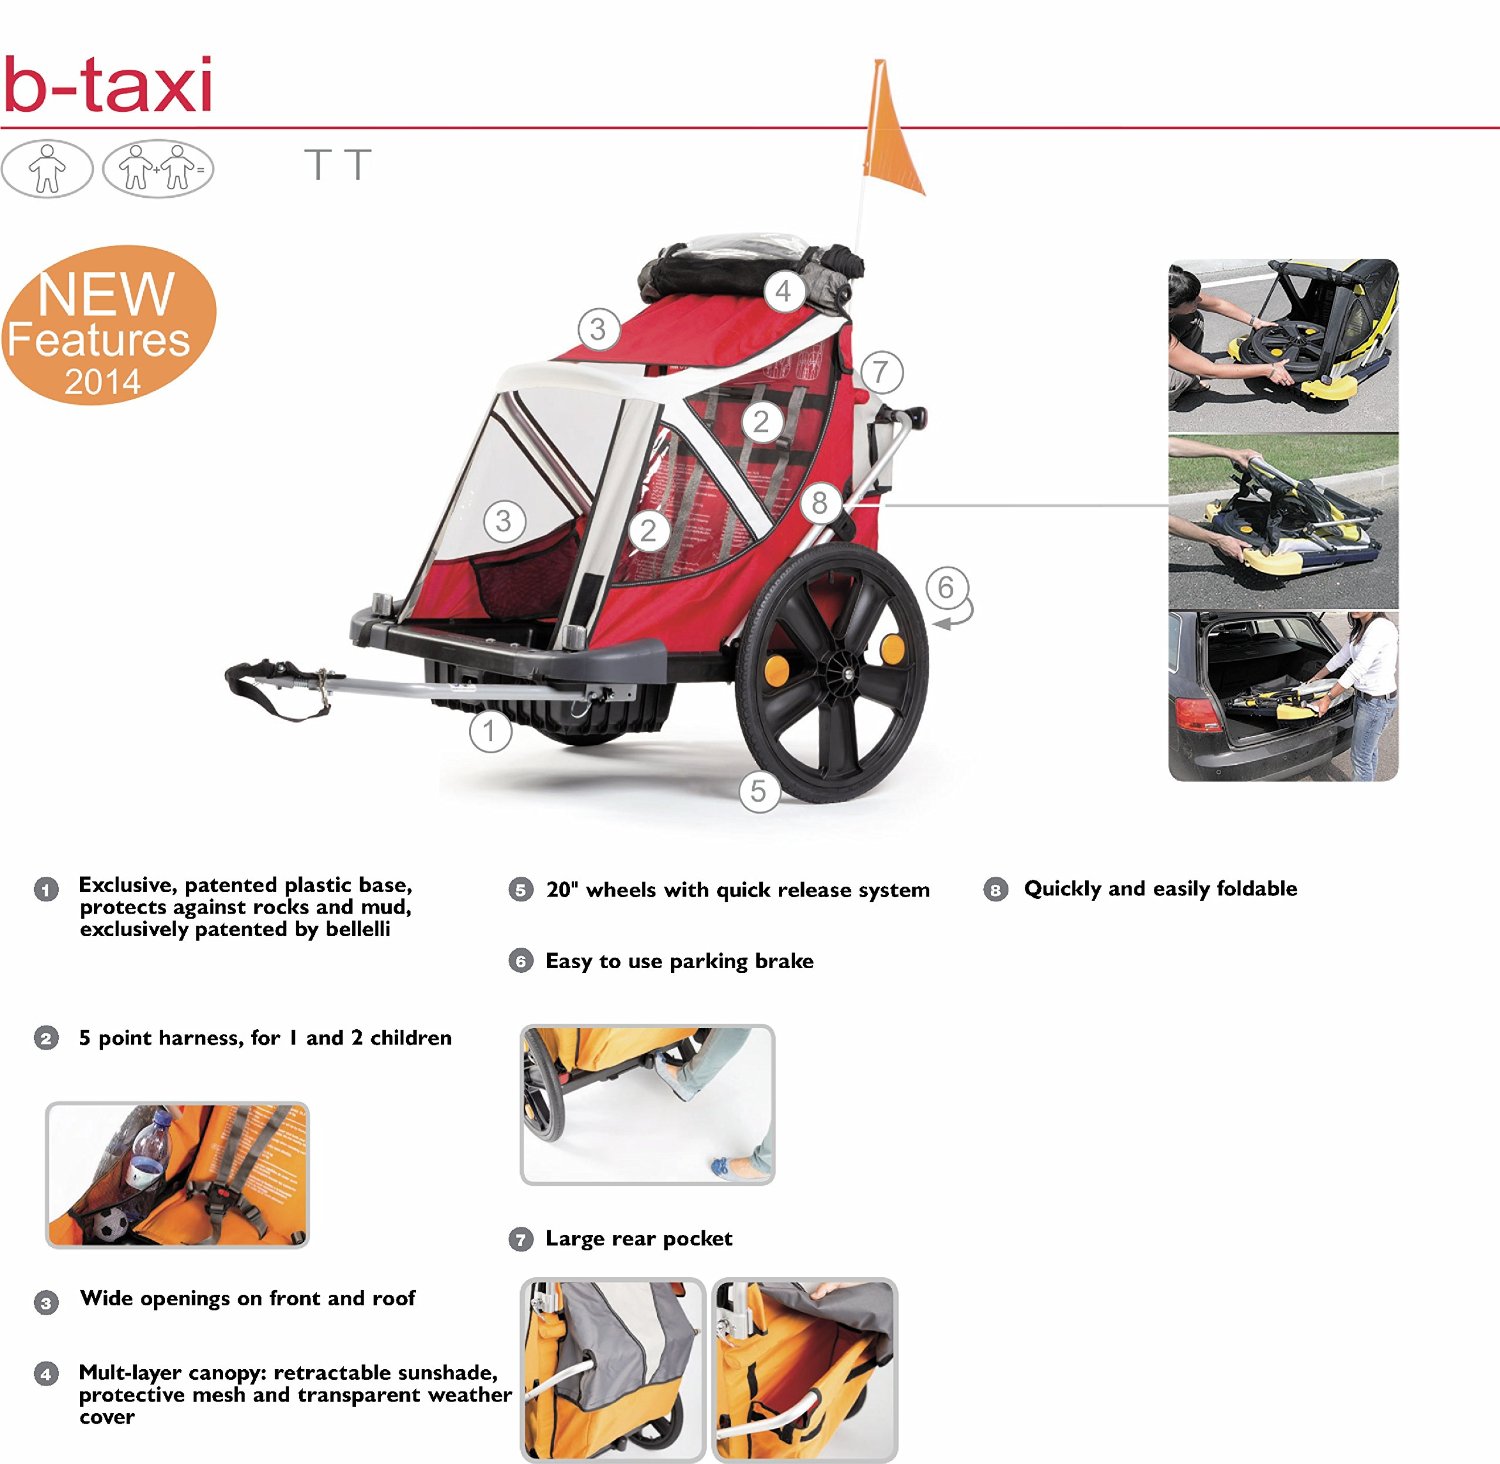 b-taxi
+ =
T T
NEW
Features
2014
4
3
7
2
8
3
2
6
1
5
1 Exclusive, patented plastic base,
protects against rocks and mud,
exclusively patented by bellelli
2 5 point harness, for 1 and 2 children
3 Wide openings on front and roof
4 Mult-layer canopy: retractable sunshade,
protective mesh and transparent weather
cover
5 20" wheels with quick release system
6 Easy to use parking brake
7 Large rear pocket
8 Quickly and easily foldable